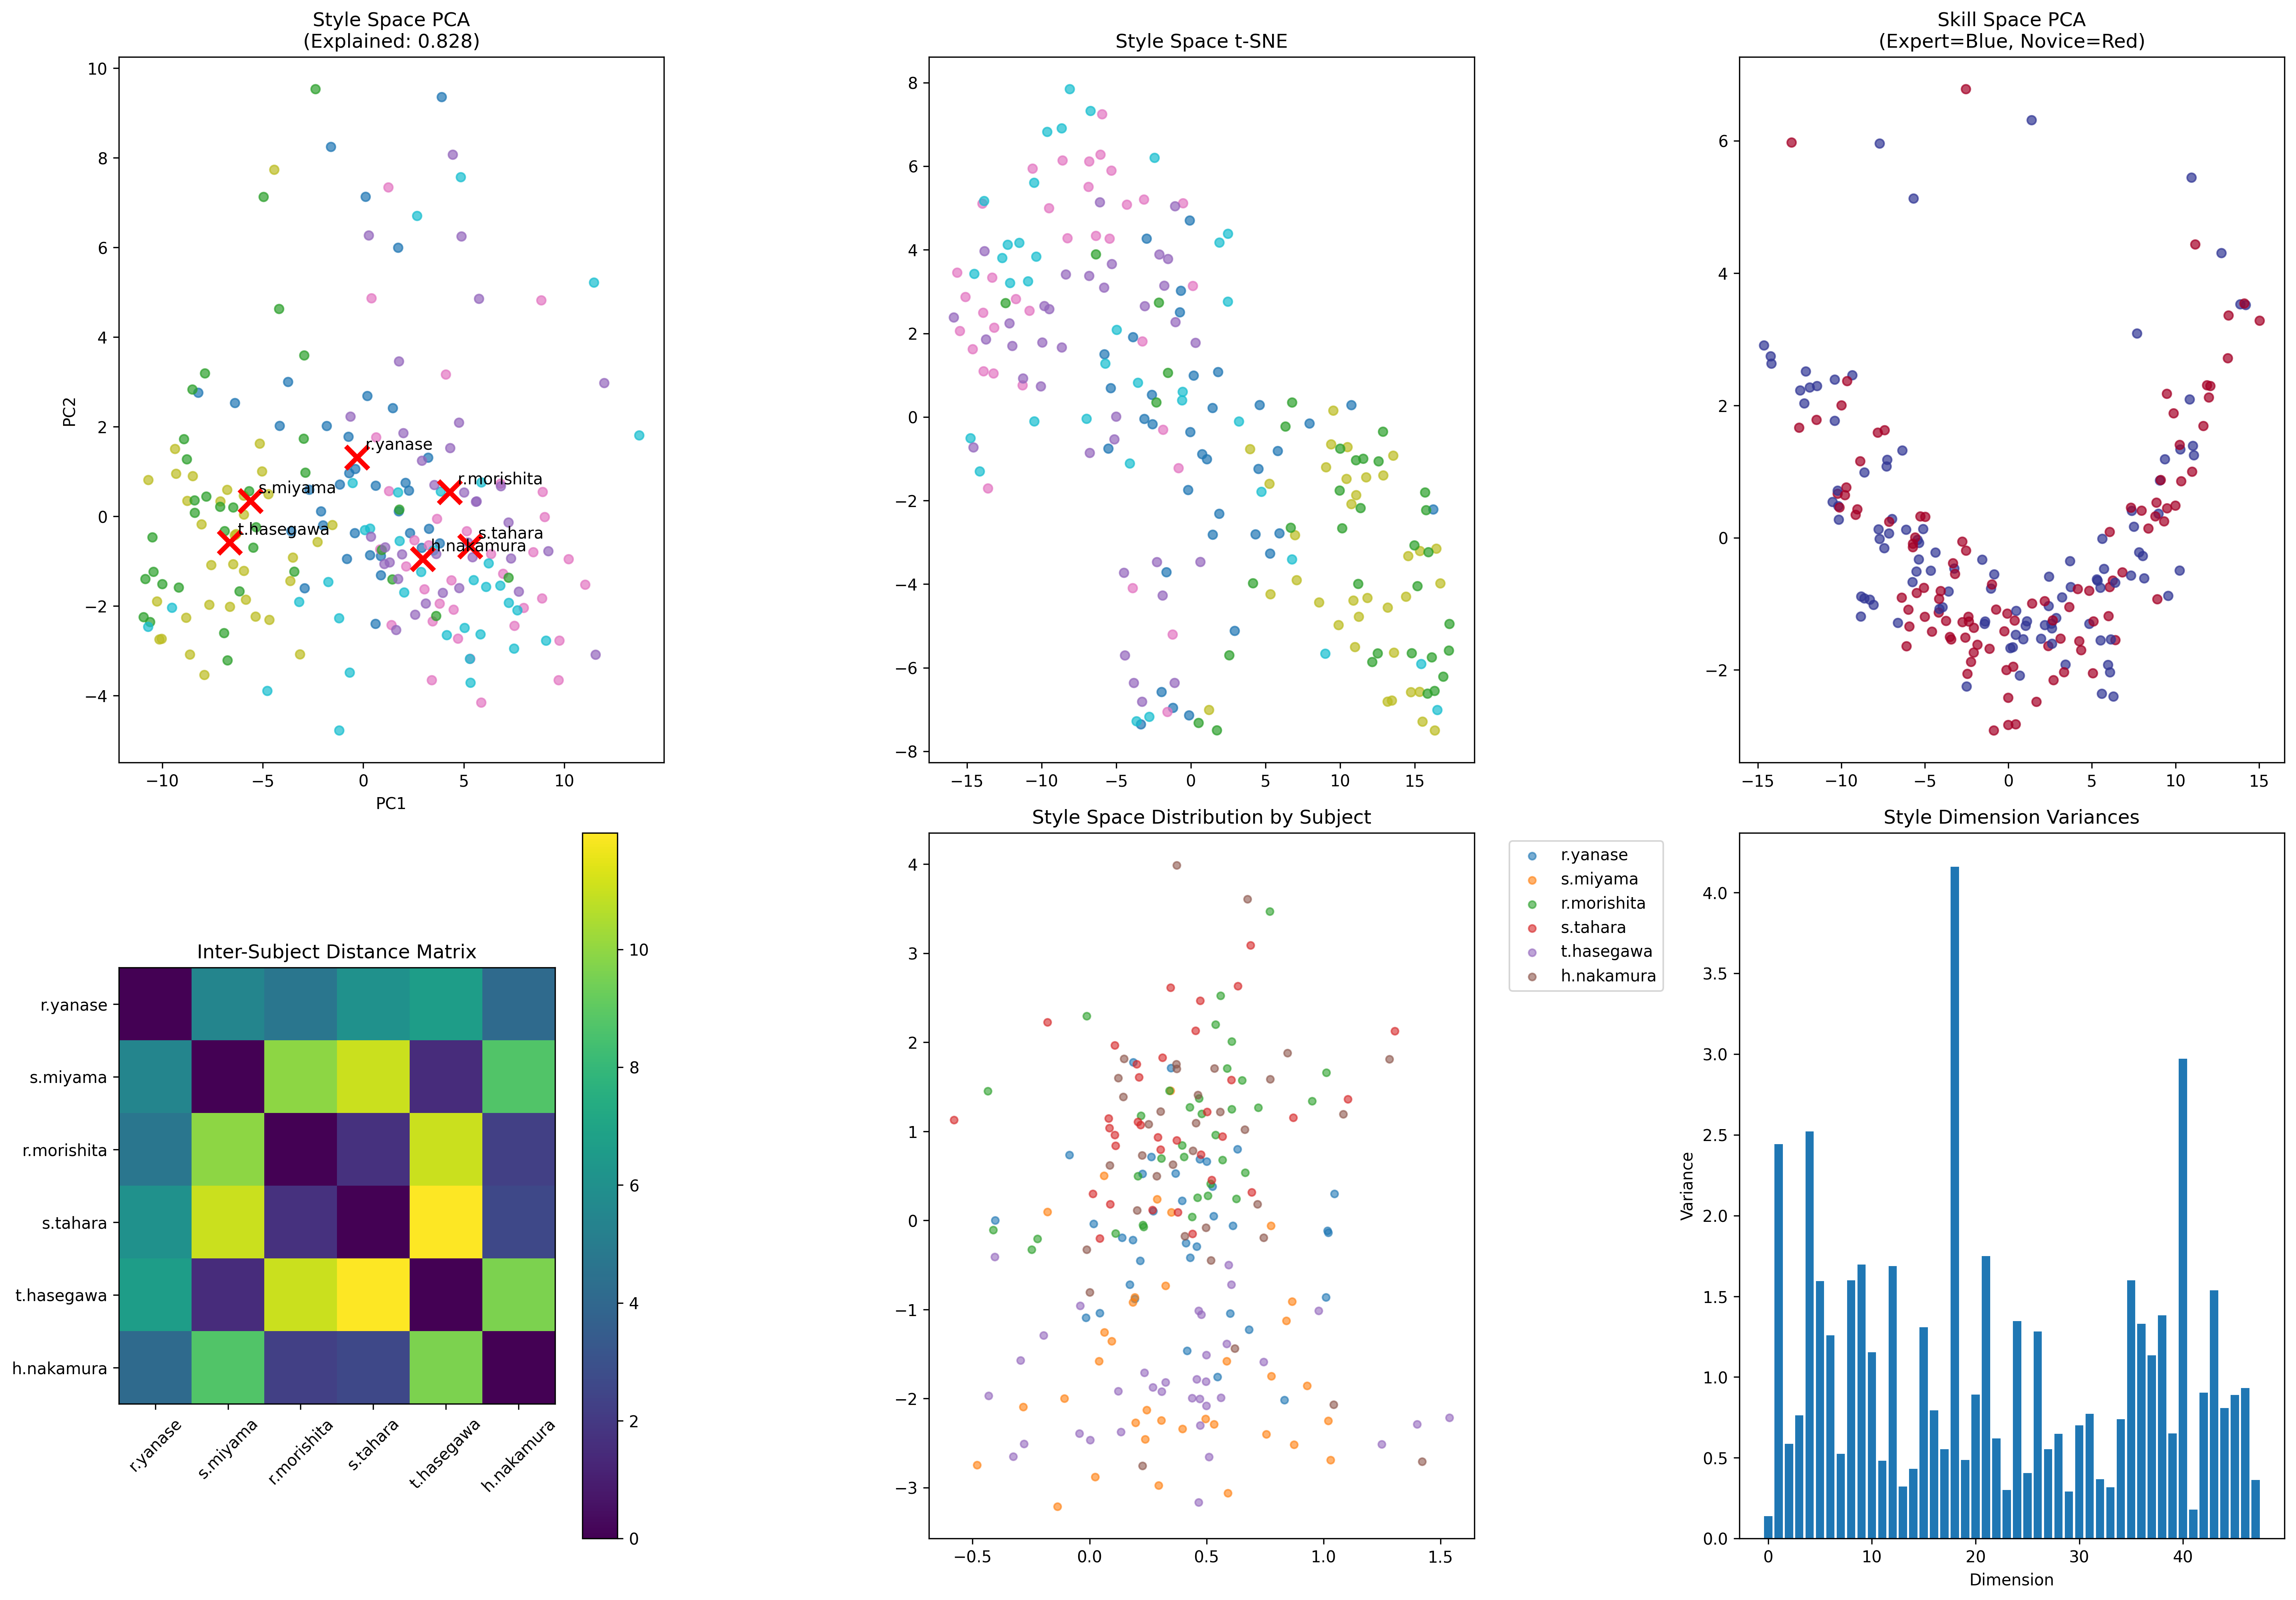 Style Space PCA
(Explained: 0.828)
10
8
6
4
2
0
−2
−4
PC2
r.yanase
r.morishita
s.miyama
t.hasegawa
s.tahara
h.nakamura
−10
−5
0
5
10
PC1
Style Space t-SNE
8
6
4
2
0
−2
−4
−6
−8
−15
−10
−5
0
5
10
15
Skill Space PCA
(Expert=Blue, Novice=Red)
6
4
2
0
−2
−15
−10
−5
0
5
10
15
Inter-Subject Distance Matrix
r.yanase
s.miyama
r.morishita
s.tahara
t.hasegawa
h.nakamura
r.yanase
s.miyama
r.morishita
s.tahara
t.hasegawa
h.nakamura
10
8
6
4
2
0
Style Space Distribution by Subject
4
3
2
1
0
−1
−2
−3
−0.5
0.0
0.5
1.0
1.5
r.yanase
s.miyama
r.morishita
s.tahara
t.hasegawa
h.nakamura
Style Dimension Variances
4.0
3.5
3.0
2.5
2.0
1.5
1.0
0.5
0.0
Variance
0
10
20
30
40
Dimension